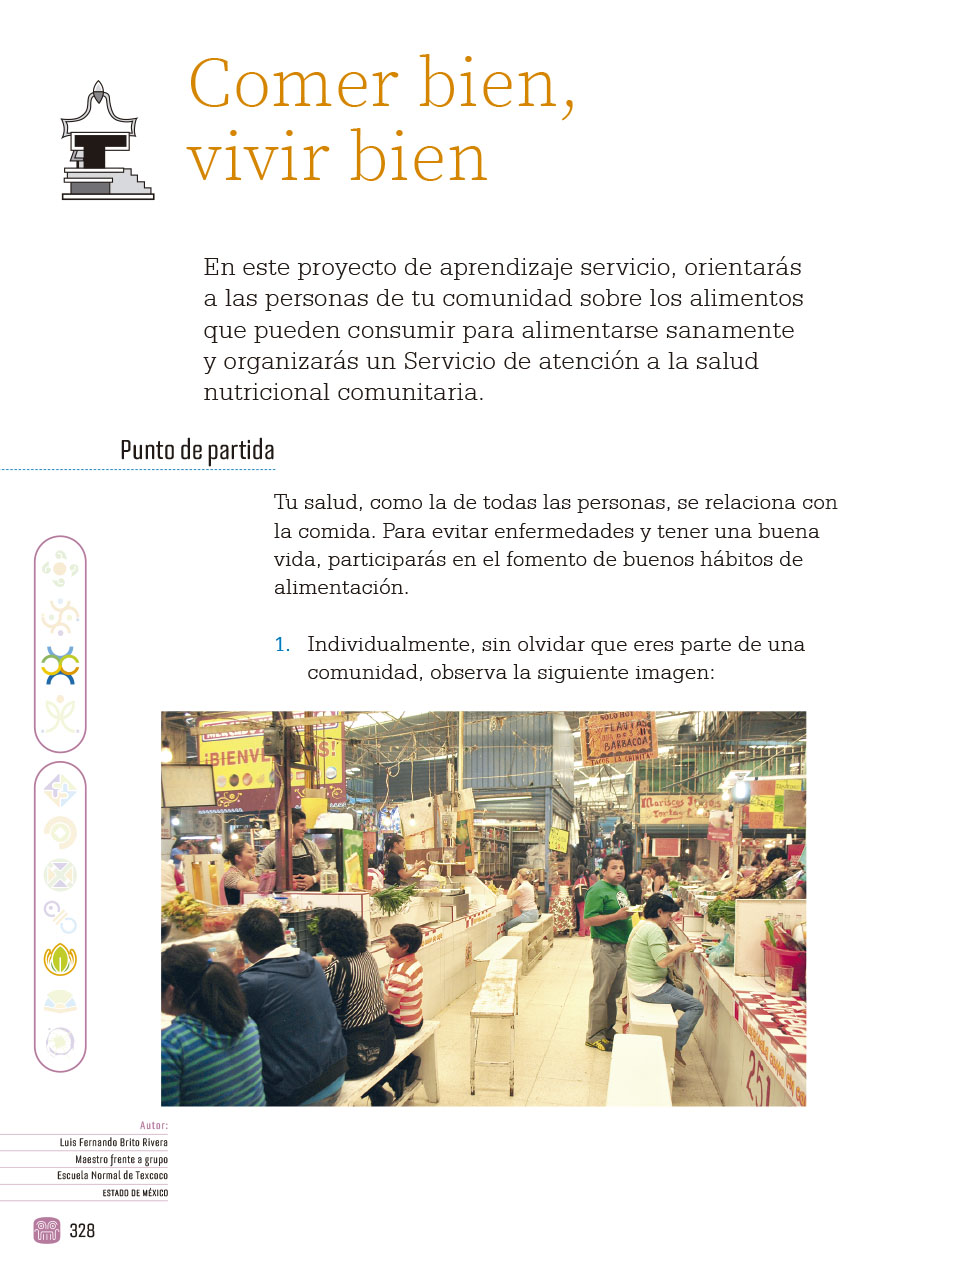 Comer bien,
vivir bien
En este proyecto de aprendizaje servicio, orientarás
a las personas de tu comunidad sobre los alimentos
que pueden consumir para alimentarse sanamente
y organizarás un Servicio de atención a la salud
nutricional comunitaria.
Punto de partida
Tu salud, como la de todas las personas, se relaciona con
la comida. Para evitar enfermedades y tener una buena
vida, participarás en el fomento de buenos hábitos de
alimentación.
1. Individualmente, sin olvidar que eres parte de una
comunidad, observa la siguiente imagen:
¡BIENVE
S!
SOLO HOY
FLAUTA
DE
BARBACOA
Mariscos
251
Autor:
Luis Fernando Brito Rivera
Maestro frente a grupo
Escuela Normal de Texcoco
ESTADO DE MÉXICO
328